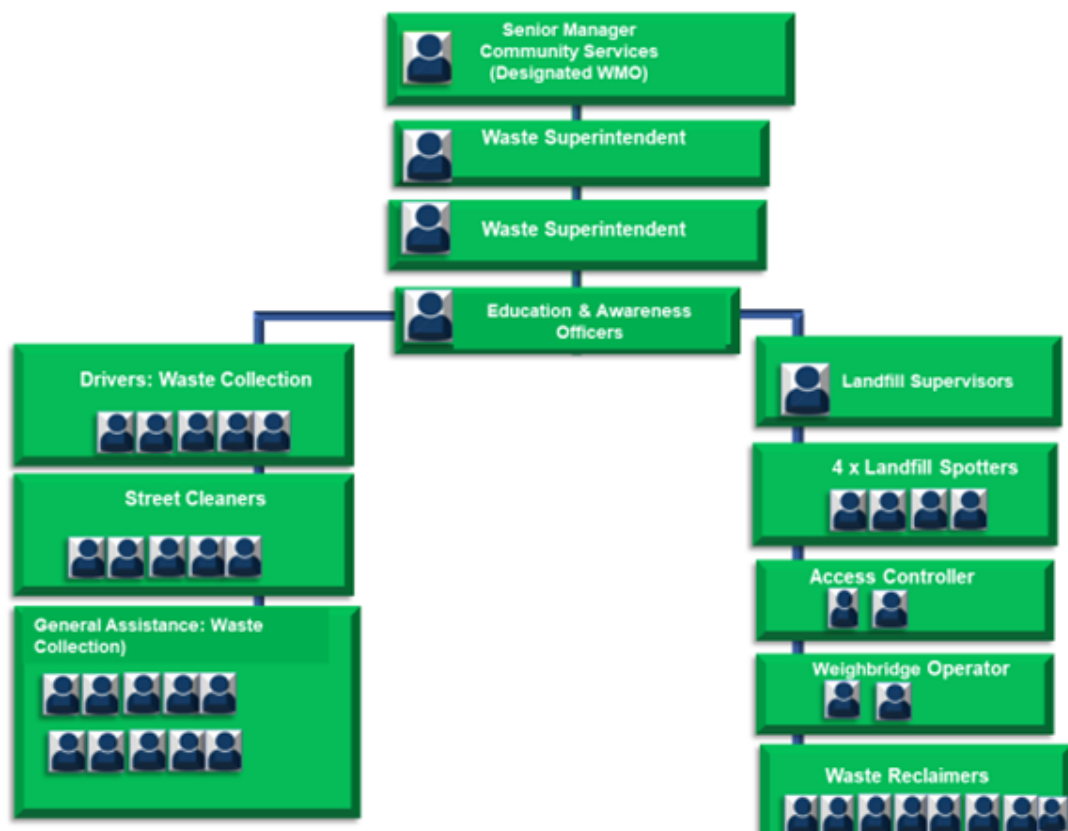 Senior Manager
Community Services
(Designated WMO)
Waste Superintendent
Waste Superintendent
Education & Awareness
Officers
Drivers: Waste Collection
Street Cleaners
General Assistance: Waste
Collection)
Landfill Supervisors
4 x Landfill Spotters
Access Controller
Weighbridge Operator
Waste Reclaimers